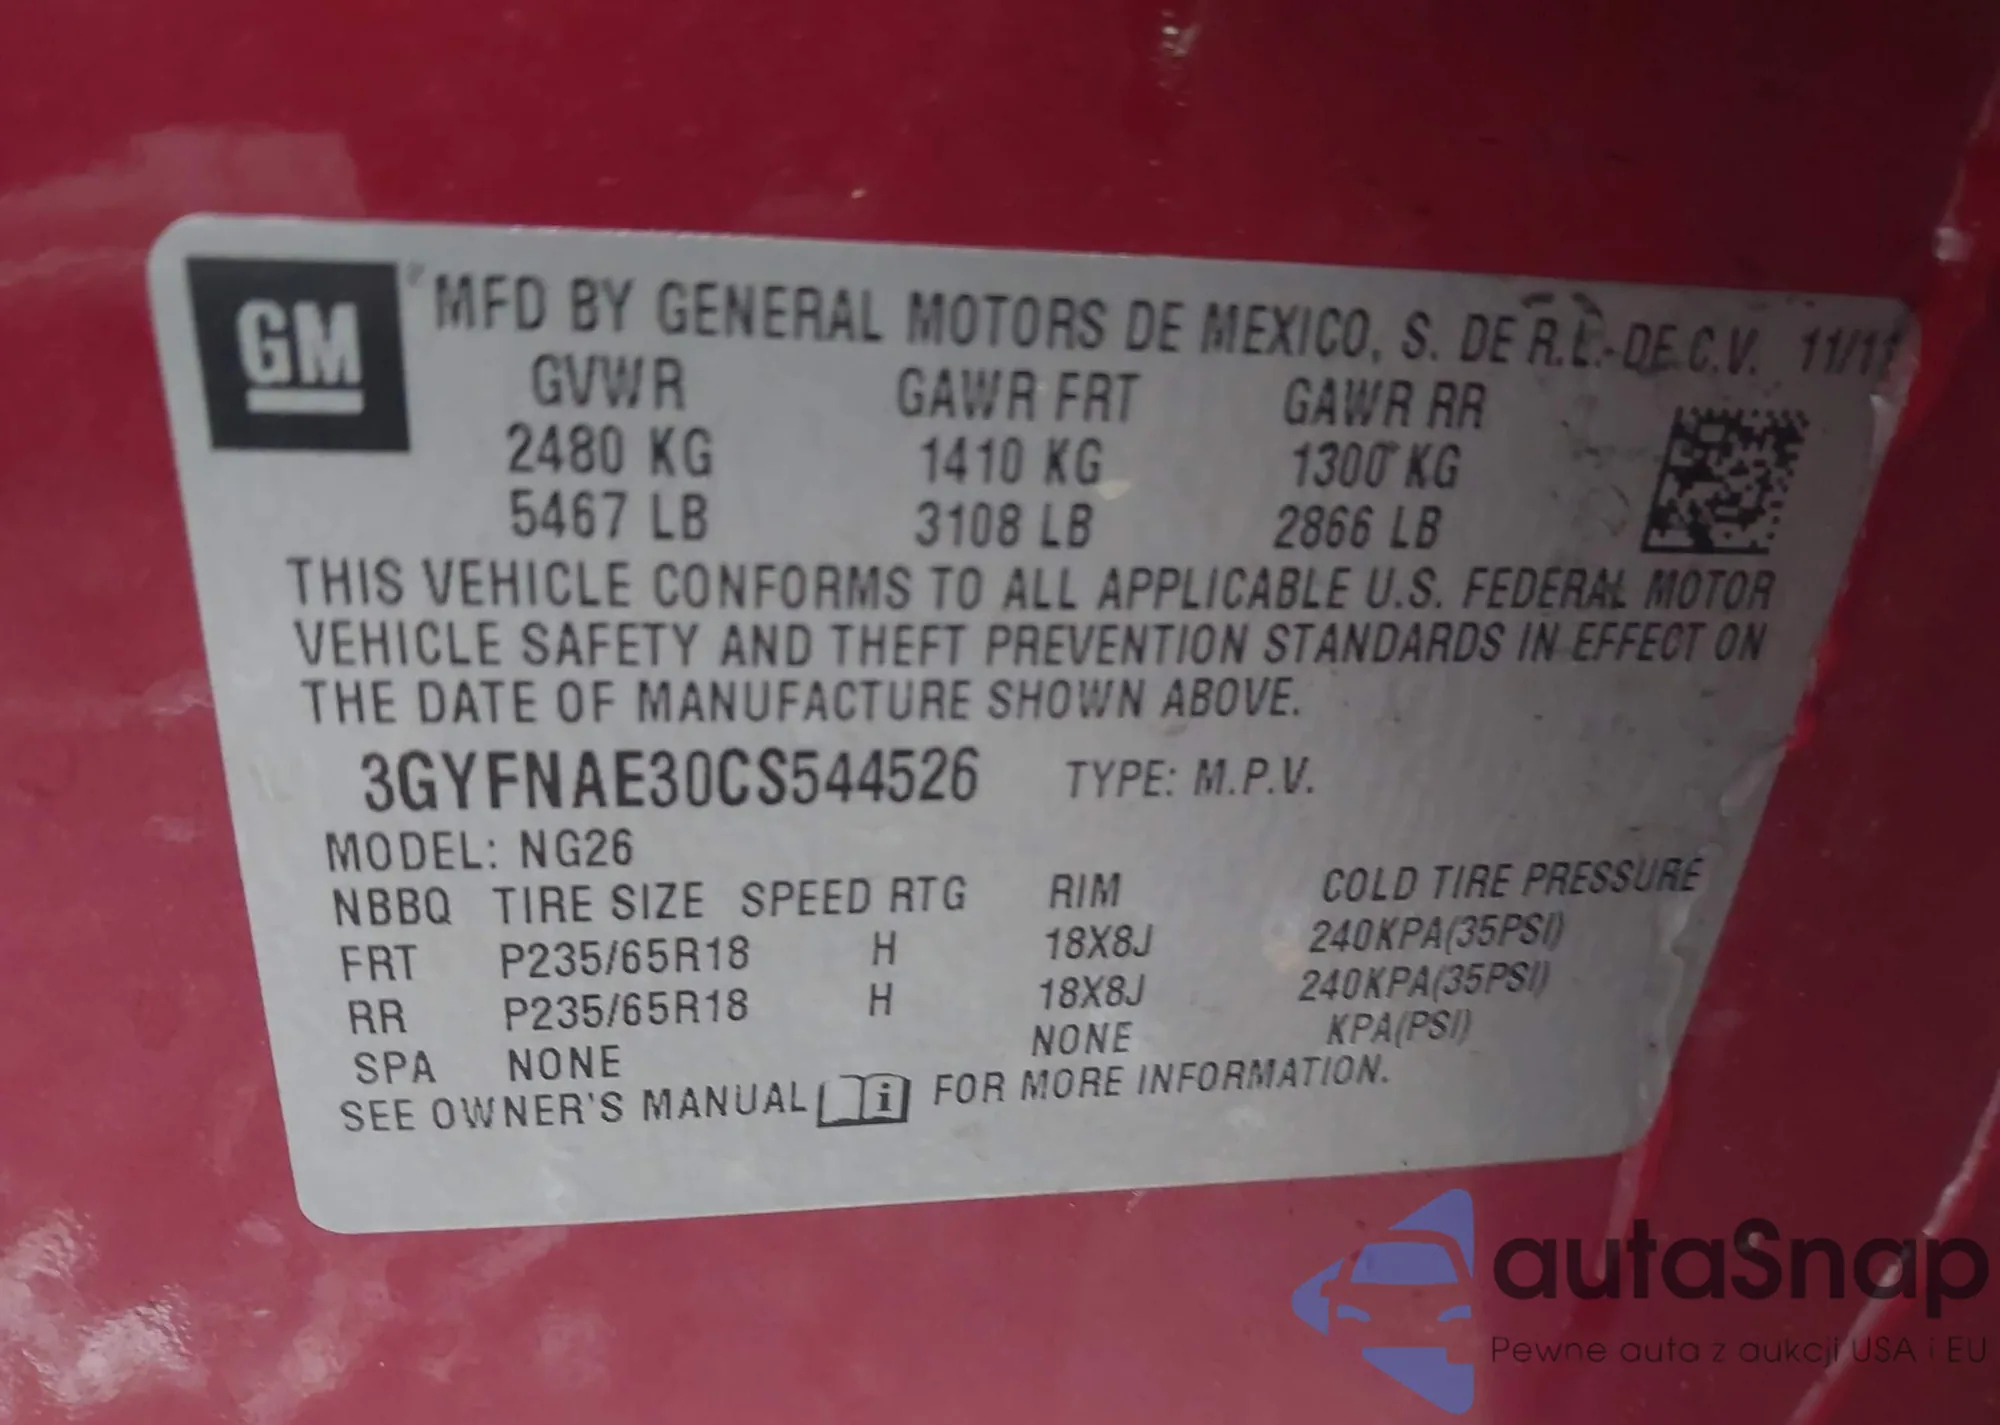 GM
MFD BY GENERAL MOTORS DE MEXICO, S. DE R.L. DE C.V. 11/11
GVWR GAWR FRT GAWR RR
2480 KG 1410 KG 1300 KG
5467 LB 3108 LB 2866 LB
THIS VEHICLE CONFORMS TO ALL APPLICABLE U.S. FEDERAL MOTOR
VEHICLE SAFETY AND THEFT PREVENTION STANDARDS IN EFFECT ON
THE DATE OF MANUFACTURE SHOWN ABOVE.
3GYFNAE30CS544526 TYPE: M.P.V.
MODEL: NG26
NBBQ TIRE SIZE SPEED RTG RIM COLD TIRE PRESSURE
FRT P235/65R18 H 18X8J 240KPA(35PSI)
RR P235/65R18 H 18X8J 240KPA(35PSI)
SPA NONE NONE KPA(PSI)
SEE OWNER'S MANUAL i FOR MORE INFORMATION.
autaSnap
Pewne auta z aukcji USA i EU